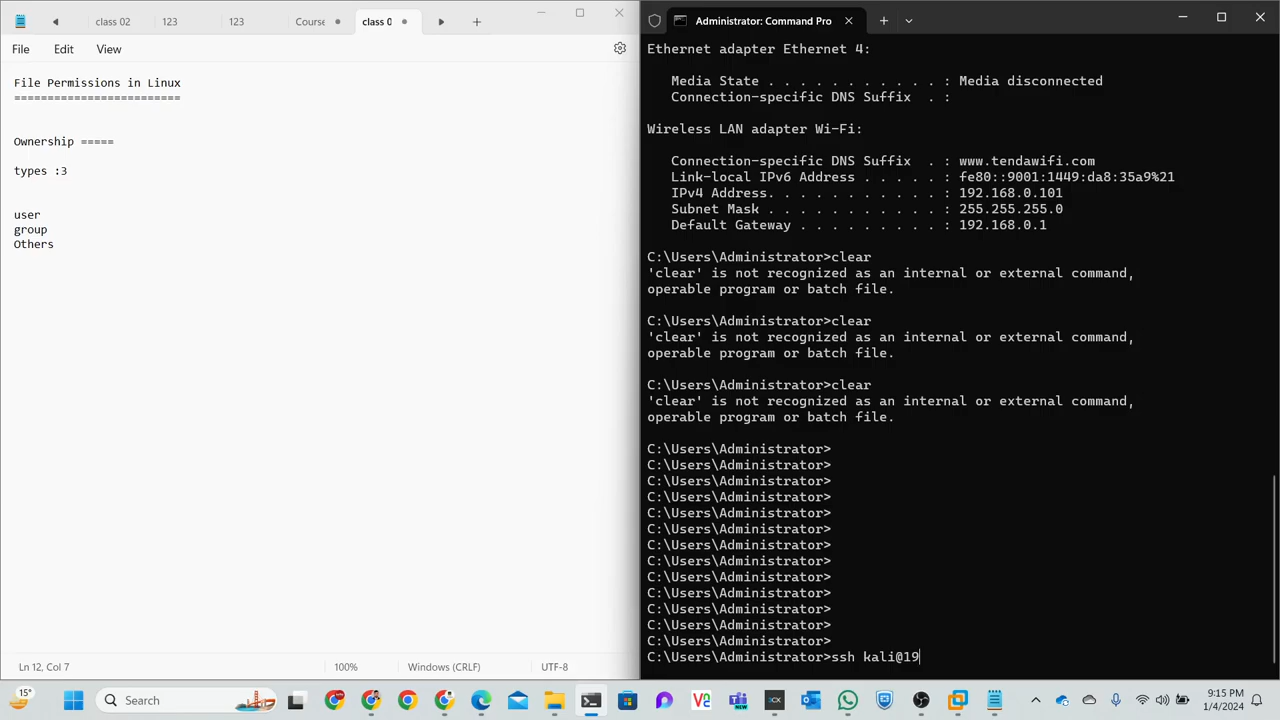 class 02
123
123
Course
class 0
File
Edit
View
File Permissions in Linux
=========================
Ownership =====
types :3
user
group
Others
Ln 12, Col 7
100%
Windows (CRLF)
UTF-8
Administrator: Command Pro
Ethernet adapter Ethernet 4:
Media State . . . . . . . . . . . : Media disconnected
Connection-specific DNS Suffix  . :
Wireless LAN adapter Wi-Fi:
Connection-specific DNS Suffix  . : www.tendawifi.com
Link-local IPv6 Address . . . . . : fe80::9001:1449:da8:35a9%21
IPv4 Address. . . . . . . . . . . : 192.168.0.101
Subnet Mask . . . . . . . . . . . : 255.255.255.0
Default Gateway . . . . . . . . . : 192.168.0.1
C:\Users\Administrator>clear
'clear' is not recognized as an internal or external command,
operable program or batch file.
C:\Users\Administrator>clear
'clear' is not recognized as an internal or external command,
operable program or batch file.
C:\Users\Administrator>clear
'clear' is not recognized as an internal or external command,
operable program or batch file.
C:\Users\Administrator>
C:\Users\Administrator>
C:\Users\Administrator>
C:\Users\Administrator>
C:\Users\Administrator>
C:\Users\Administrator>
C:\Users\Administrator>
C:\Users\Administrator>
C:\Users\Administrator>
C:\Users\Administrator>
C:\Users\Administrator>
C:\Users\Administrator>
C:\Users\Administrator>
C:\Users\Administrator>ssh kali@19
15°
Search
9:15 PM
1/4/2024